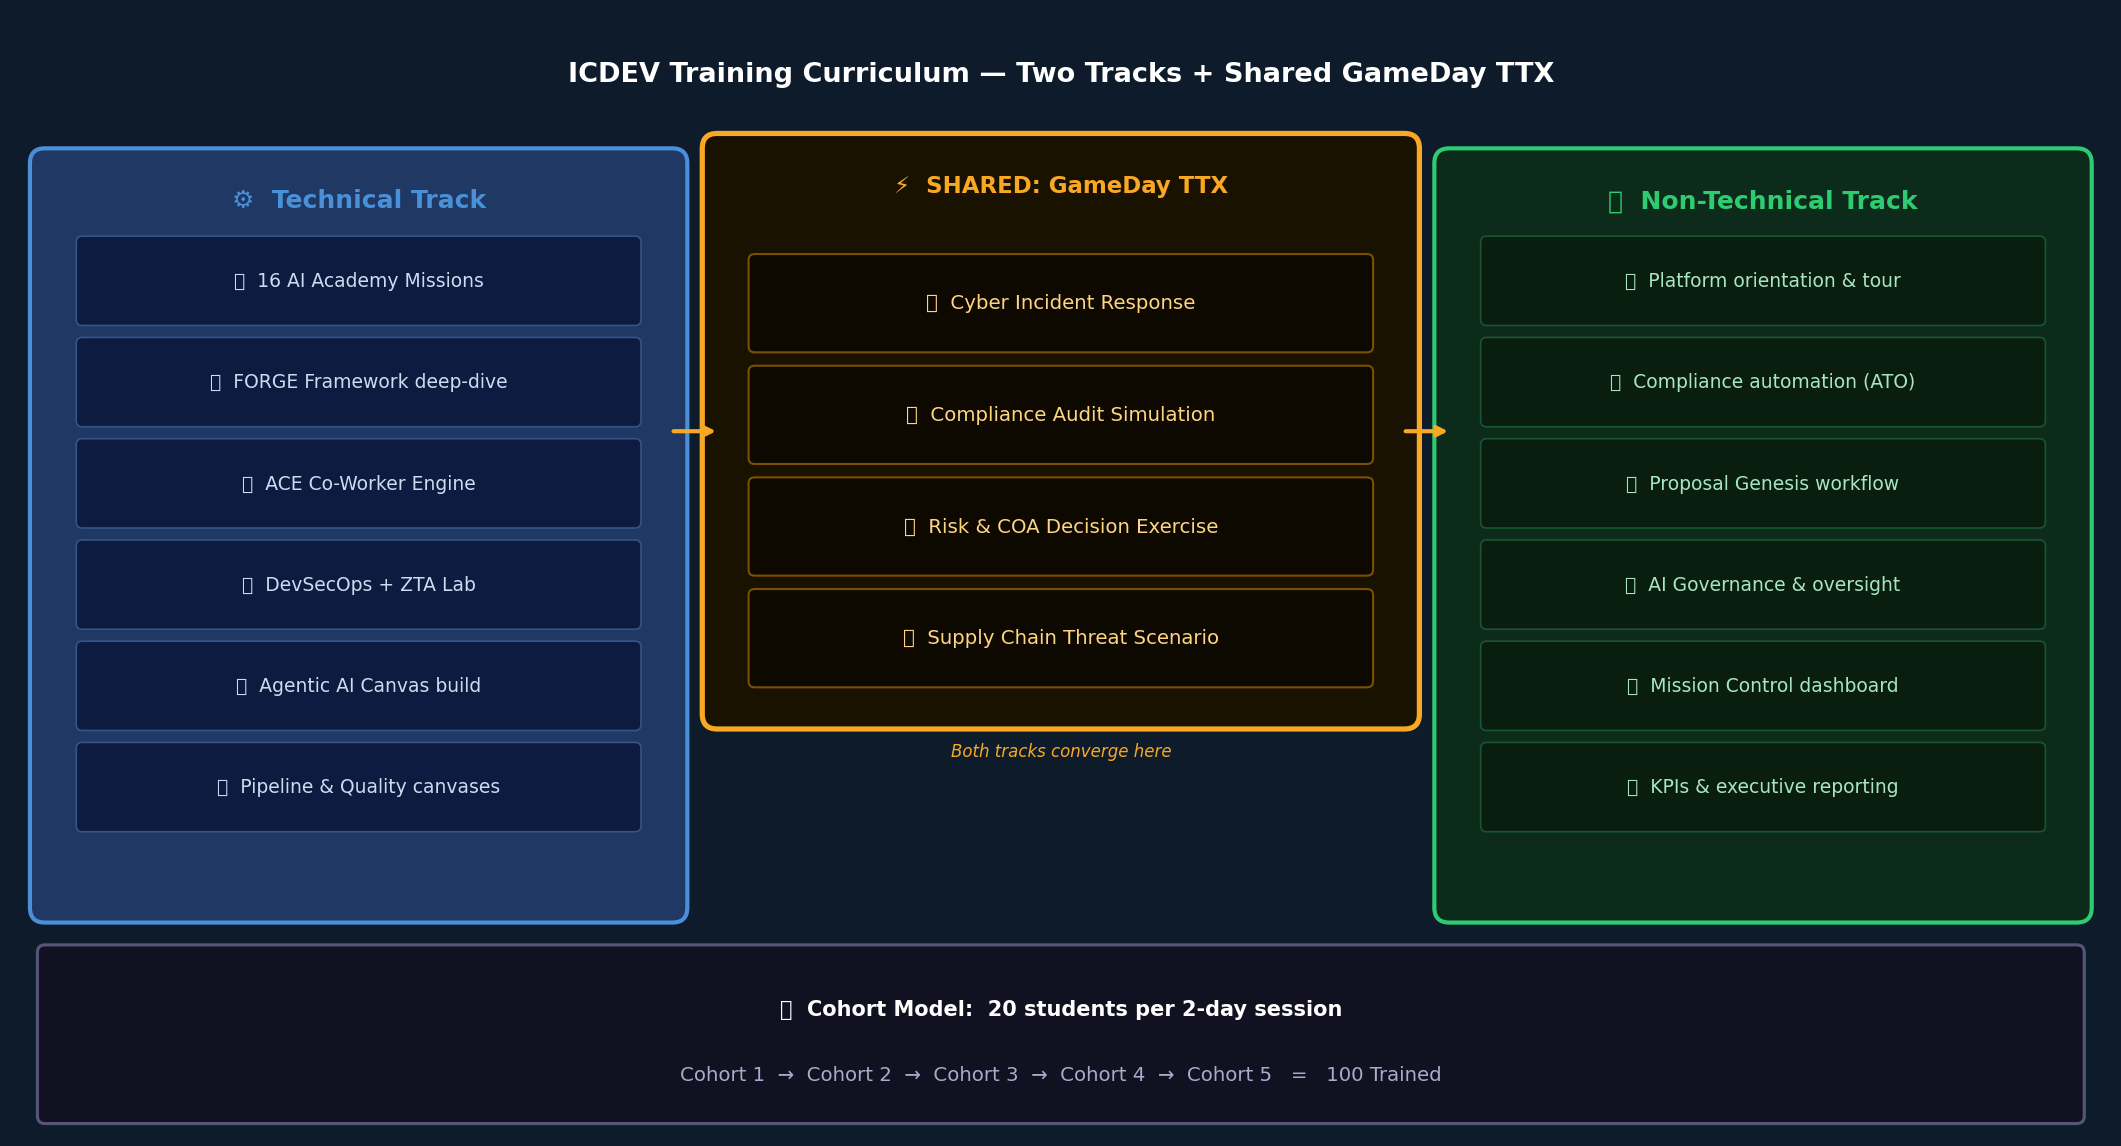 ICDEV Training Curriculum — Two Tracks + Shared GameDay TTX
⚙ Technical Track
16 AI Academy Missions
FORGE Framework deep-dive
ACE Co-Worker Engine
DevSecOps + ZTA Lab
Agentic AI Canvas build
Pipeline & Quality canvases
⚡ SHARED: GameDay TTX
Cyber Incident Response
Compliance Audit Simulation
Risk & COA Decision Exercise
Supply Chain Threat Scenario
Both tracks converge here
Non-Technical Track
Platform orientation & tour
Compliance automation (ATO)
Proposal Genesis workflow
AI Governance & oversight
Mission Control dashboard
KPIs & executive reporting
Cohort Model: 20 students per 2-day session
Cohort 1 → Cohort 2 → Cohort 3 → Cohort 4 → Cohort 5 = 100 Trained